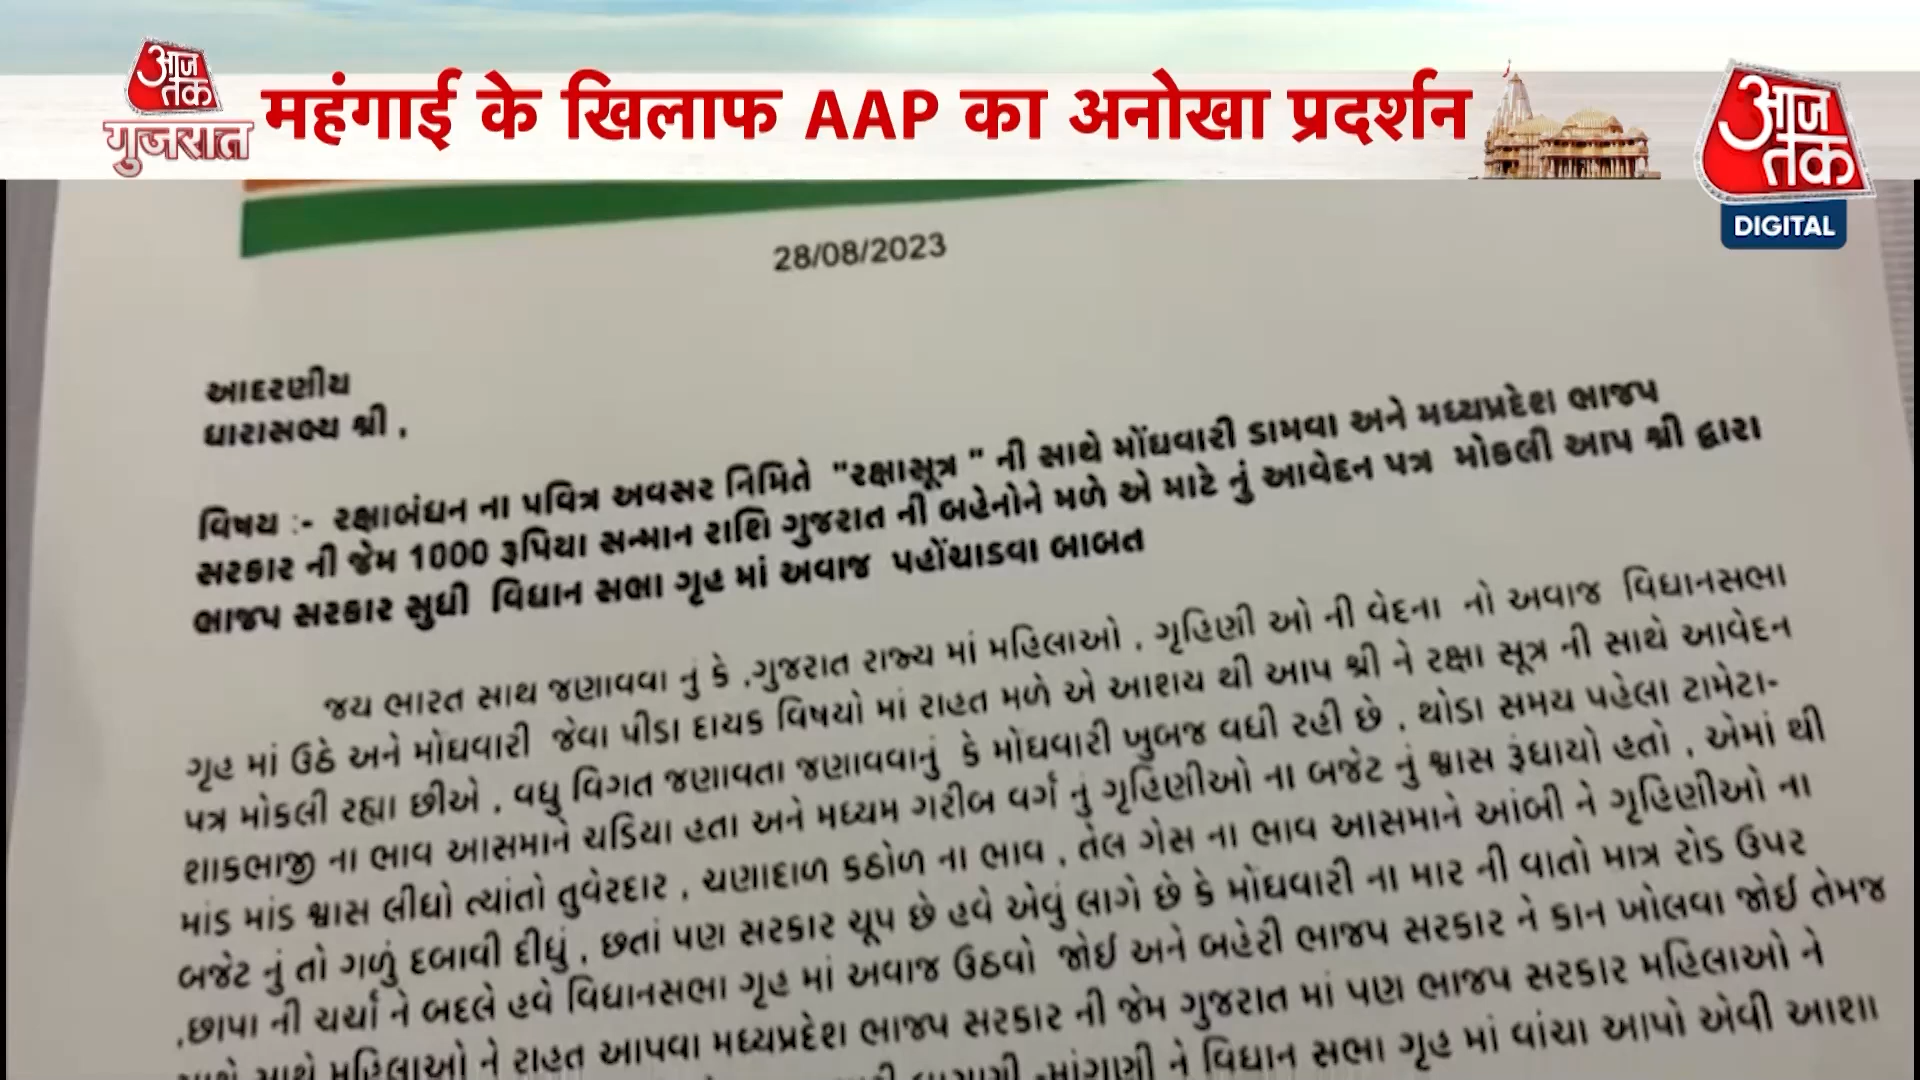 आज तक
गुजरात
महंगाई के खिलाफ AAP का अनोखा प्रदर्शन
आज तक
DIGITAL
28/08/2023
આદરણીય
ધારાસભ્ય શ્રી ,
વિષય :- રક્ષાબંધન ના પવિત્ર અવસર નિમિતે "રક્ષાસૂત્ર " ની સાથે મોંઘવારી ડામવા અને મધ્યપ્રદેશ ભાજપ
સરકાર ની જેમ 1000 રૂપિયા સન્માન રાશિ ગુજરાત ની બહેનોને મળે એ માટે નું આવેદન પત્ર મોકલી આપ શ્રી દ્વારા
ભાજપ સરકાર સુધી વિધાન સભા ગૃહ માં અવાજ પહોંચાડવા બાબત
જય ભારત સાથ જણાવવા નું કે ,ગુજરાત રાજ્ય માં મહિલાઓ , ગૃહિણી ઓ ની વેદના નો અવાજ વિધાનસભા
ગૃહ માં ઉઠે અને મોઘવારી જેવા પીડા દાયક વિષયો માં રાહત મળે એ આશય થી આપ શ્રી ને રક્ષા સૂત્ર ની સાથે આવેદન
પત્ર મોકલી રહ્યા છીએ , વધુ વિગત જણાવતા જણાવવાનું કે મોઘવારી ખુબજ વધી રહી છે , થોડા સમય પહેલા ટામેટા-
શાકભાજી ના ભાવ આસમાને ચડિયા હતા અને મધ્યમ ગરીબ વર્ગ નું ગૃહિણીઓ ના બજેટ નું શ્વાસ રૂંધાયો હતો , એમાં થી
માંડ માંડ શ્વાસ લીધો ત્યાંતો તુવેરદાર , ચણાદાળ કઠોળ ના ભાવ , તેલ ગેસ ના ભાવ આસમાને આંબી ને ગૃહિણીઓ ના
બજેટ નું તો ગળું દબાવી દીધું , છતાં પણ સરકાર ચૂપ છે હવે એવું લાગે છે કે મોંઘવારી ના માર ની વાતો માત્ર રોડ ઉપર
,છાપા ની ચર્ચા ને બદલે હવે વિધાનસભા ગૃહ માં અવાજ ઉઠવો જોઈ અને બહેરી ભાજપ સરકાર ને કાન ખોલવા જોઈ તેમજ
સાથે સાથે મહિલાઓ ને રાહત આપવા મધ્યપ્રદેશ ભાજપ સરકાર ની જેમ ગુજરાત માં પણ ભાજપ સરકાર મહિલાઓ ને
માંગણી ને વિધાન સભા ગૃહ માં વાંચા આપો એવી આશા